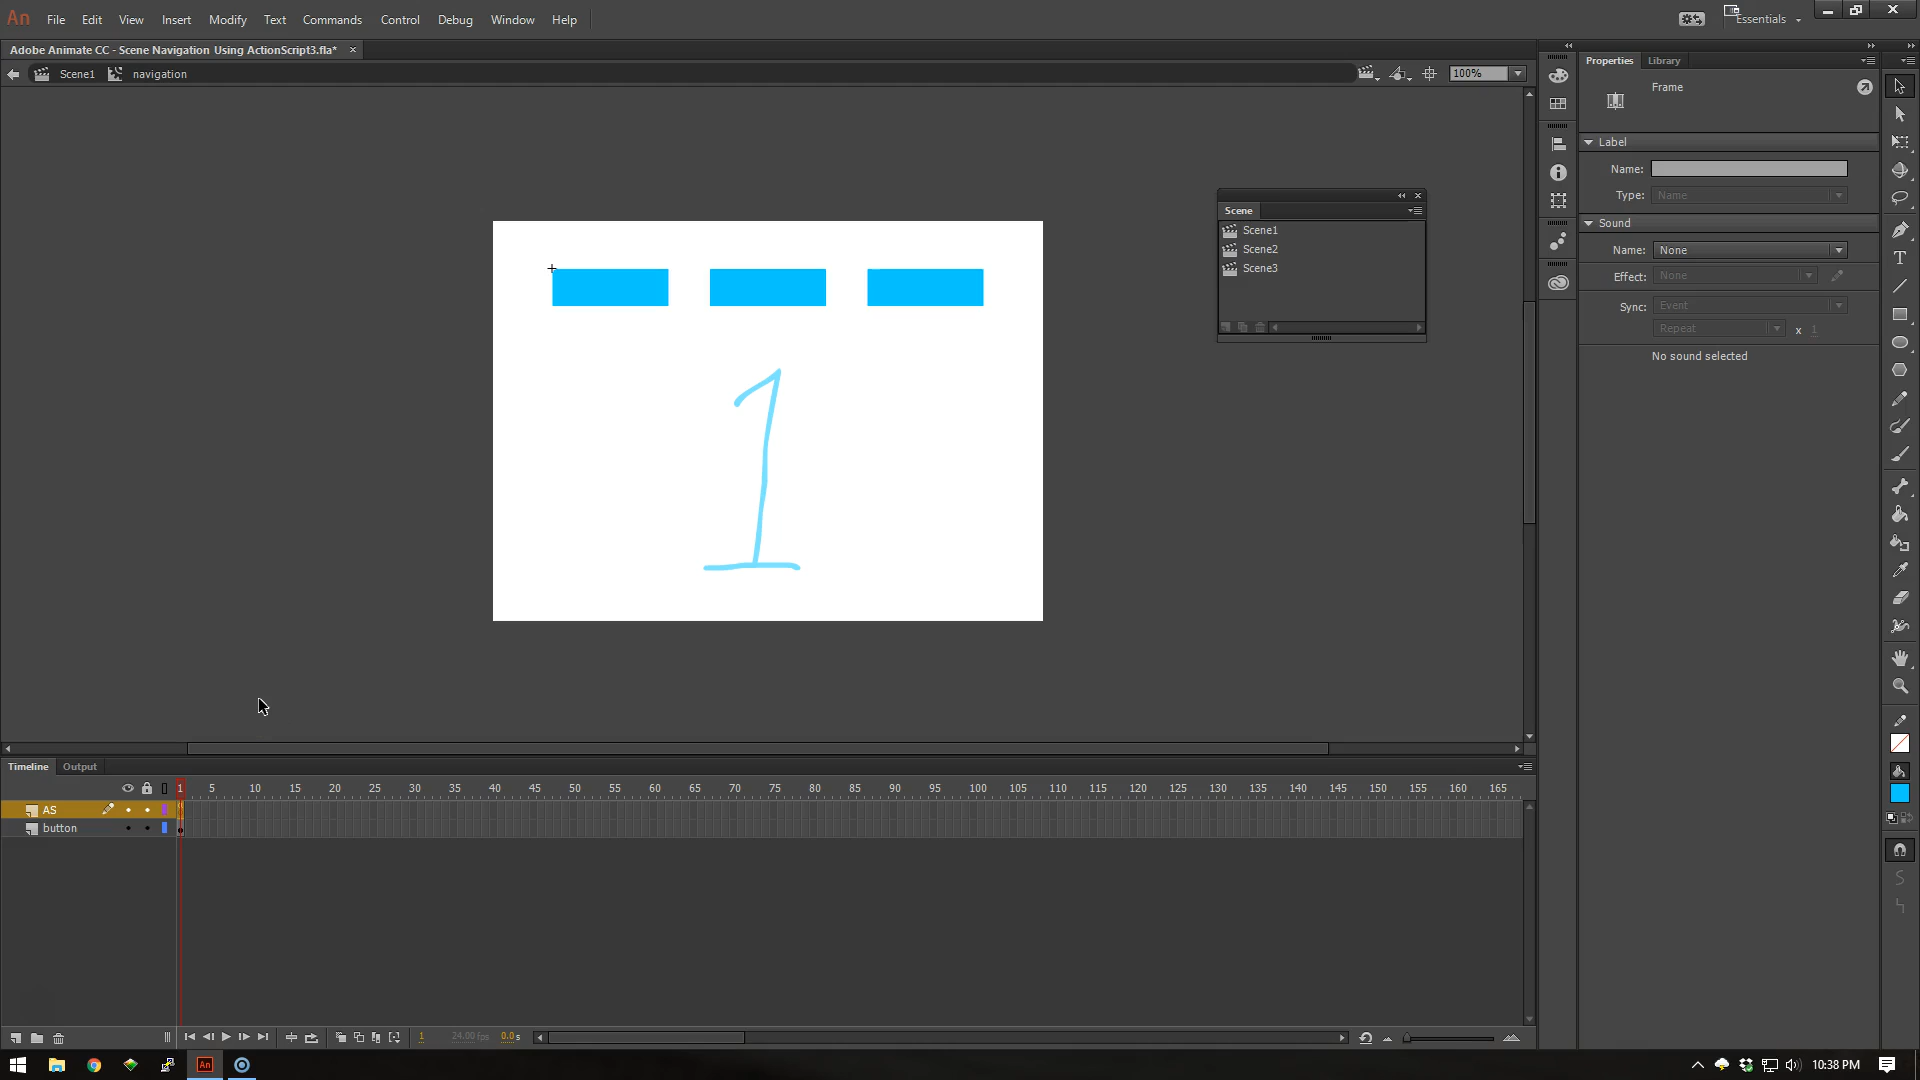 An File Edit View Insert Modify Text Commands Control Debug Window Help Essentials
Adobe Animate CC - Scene Navigation Using ActionScript3.fla* ×
Scene1 navigation 100%
Properties Library
Frame
Label
Name:
Type: Name
Sound
Name: None
Effect: None
Sync: Event
Repeat x 1
No sound selected
Scene
Scene1
Scene2
Scene3
1
Timeline Output
1 5 10 15 20 25 30 35 40 45 50 55 60 65 70 75 80 85 90 95 100 105 110 115 120 125 130 135 140 145 150 155 160 165
AS
button
1 24.00 fps 0.0 s
An 10:38 PM